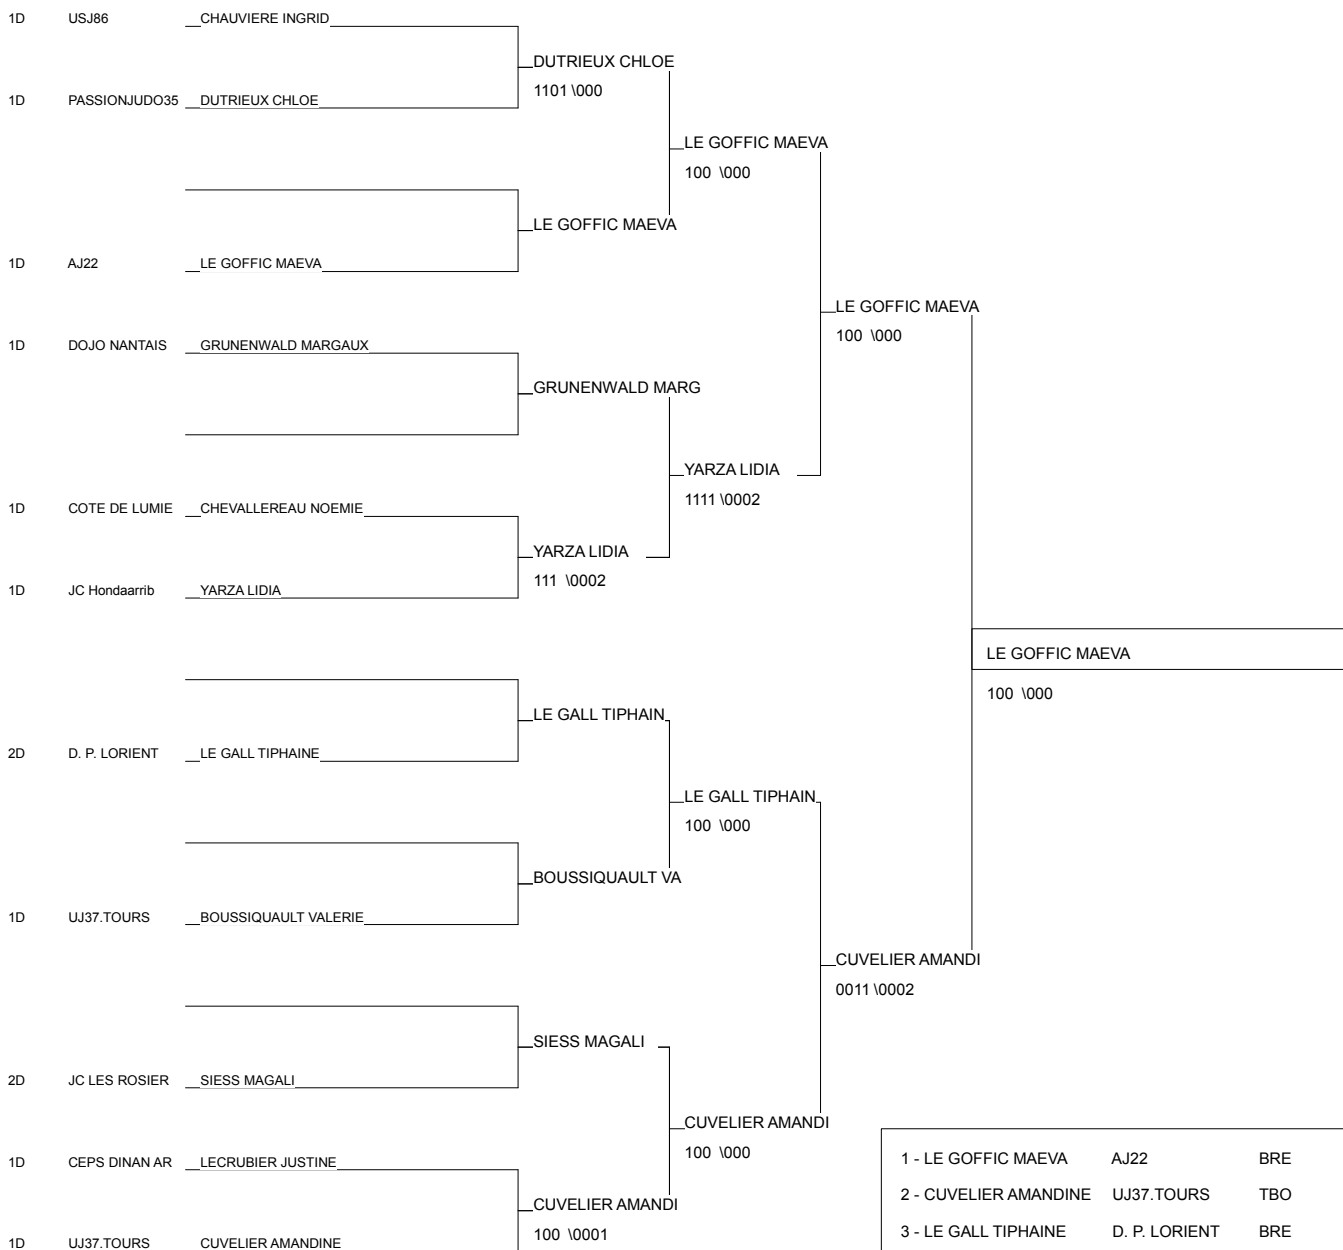 1D USJ86 CHAUVIERE INGRID
DUTRIEUX CHLOE
1101 \000
1D PASSIONJUDO35 DUTRIEUX CHLOE
LE GOFFIC MAEVA
100 \000
LE GOFFIC MAEVA
1D AJ22 LE GOFFIC MAEVA
LE GOFFIC MAEVA
100 \000
1D DOJO NANTAIS GRUNENWALD MARGAUX
GRUNENWALD MARG
YARZA LIDIA
1111 \0002
1D COTE DE LUMIE CHEVALLEREAU NOEMIE
YARZA LIDIA
111 \0002
1D JC Hondaarrib YARZA LIDIA
LE GOFFIC MAEVA
100 \000
LE GALL TIPHAIN
2D D. P. LORIENT LE GALL TIPHAINE
LE GALL TIPHAIN
100 \000
BOUSSIQUAULT VA
1D UJ37.TOURS BOUSSIQUAULT VALERIE
CUVELIER AMANDI
0011 \0002
SIESS MAGALI
2D JC LES ROSIER SIESS MAGALI
CUVELIER AMANDI
100 \000
1D CEPS DINAN AR LECRUBIER JUSTINE
CUVELIER AMANDI
100 \0001
1D UJ37.TOURS CUVELIER AMANDINE
1 - LE GOFFIC MAEVA AJ22 BRE
2 - CUVELIER AMANDINE UJ37.TOURS TBO
3 - LE GALL TIPHAINE D. P. LORIENT BRE